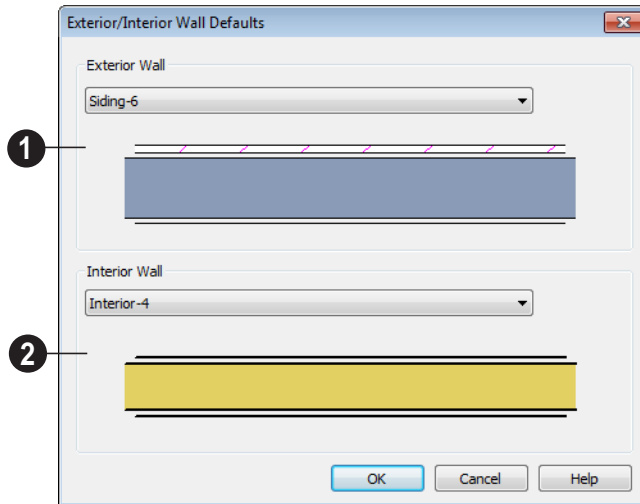 Exterior/Interior Wall Defaults
Exterior Wall
Siding-6
1
Interior Wall
Interior-4
2
OK
Cancel
Help